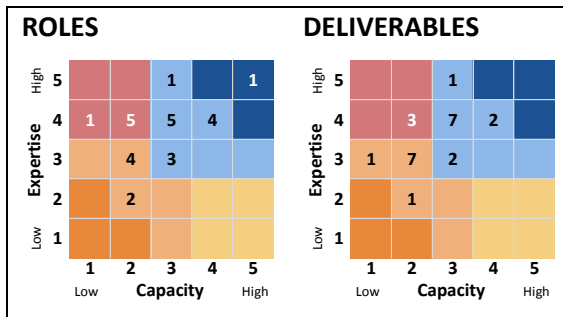 ROLES
High
Expertise
Low
5 1 1
4 1 5 5 4
3 4 3
2 2
1
1 2 3 4 5
Low Capacity High
DELIVERABLES
High
Expertise
Low
5 1
4 3 7 2
3 1 7 2
2 1
1
1 2 3 4 5
Low Capacity High